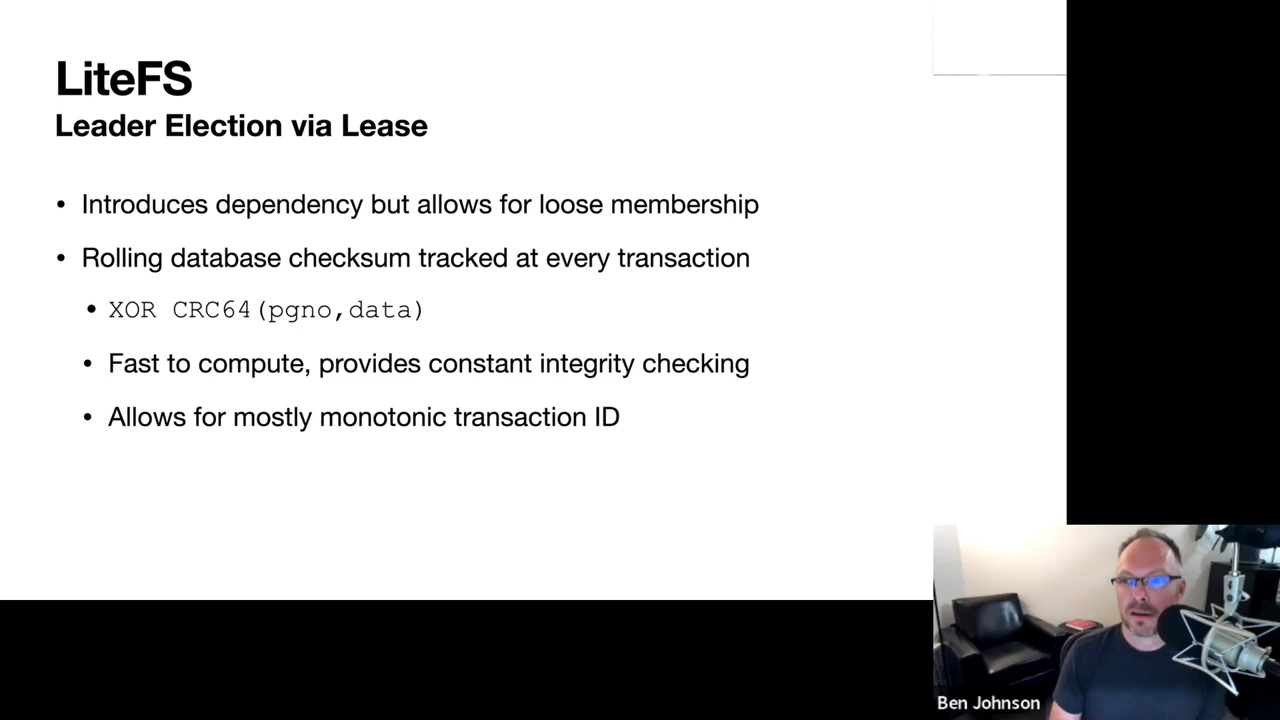 LiteFS
Leader Election via Lease
• Introduces dependency but allows for loose membership
• Rolling database checksum tracked at every transaction
• XOR CRC64(pgno,data)
• Fast to compute, provides constant integrity checking
• Allows for mostly monotonic transaction ID
Ben Johnson